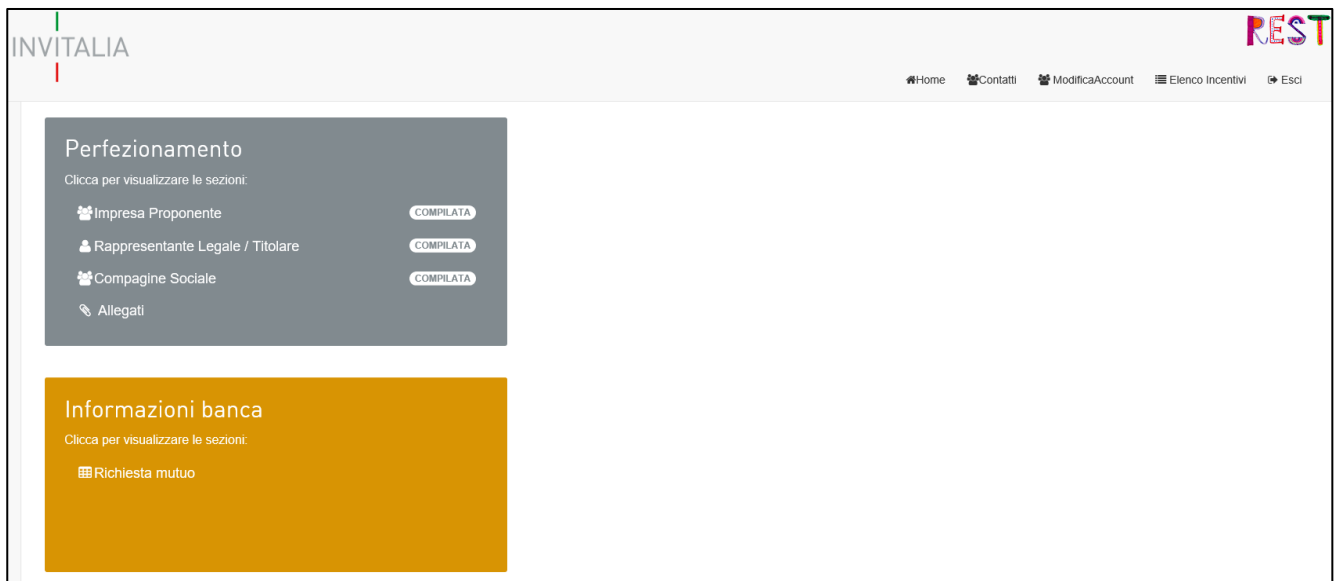 INVITALIA
REST
Home Contatti ModificaAccount Elenco Incentivi Esci
Perfezionamento
Clicca per visualizzare le sezioni:
Impresa Proponente COMPILATA
Rappresentante Legale / Titolare COMPILATA
Compagine Sociale COMPILATA
Allegati
Informazioni banca
Clicca per visualizzare le sezioni:
Richiesta mutuo